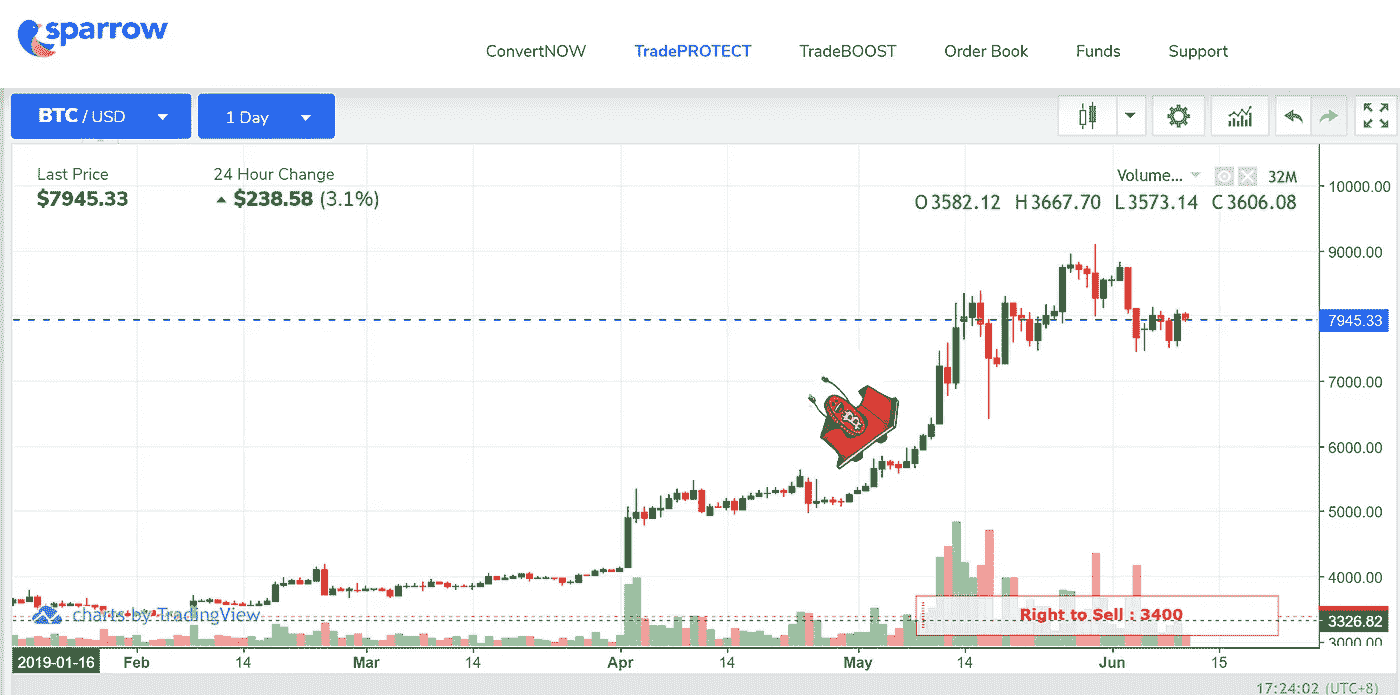 sparrow
ConvertNOW TradePROTECT TradeBOOST Order Book Funds Support
BTC / USD 1 Day
Last Price 24 Hour Change Volume... 32M
$7945.33 $238.58 (3.1%) O 3582.12 H 3667.70 L 3573.14 C 3606.08
10000.00
9000.00
7945.33
7000.00
6000.00
5000.00
4000.00
Right to Sell : 3400
charts by TradingView
3326.82
3000.00
2019-01-16 Feb 14 Mar 14 Apr 14 May 14 Jun 15
17:24:02 (UTC+8)